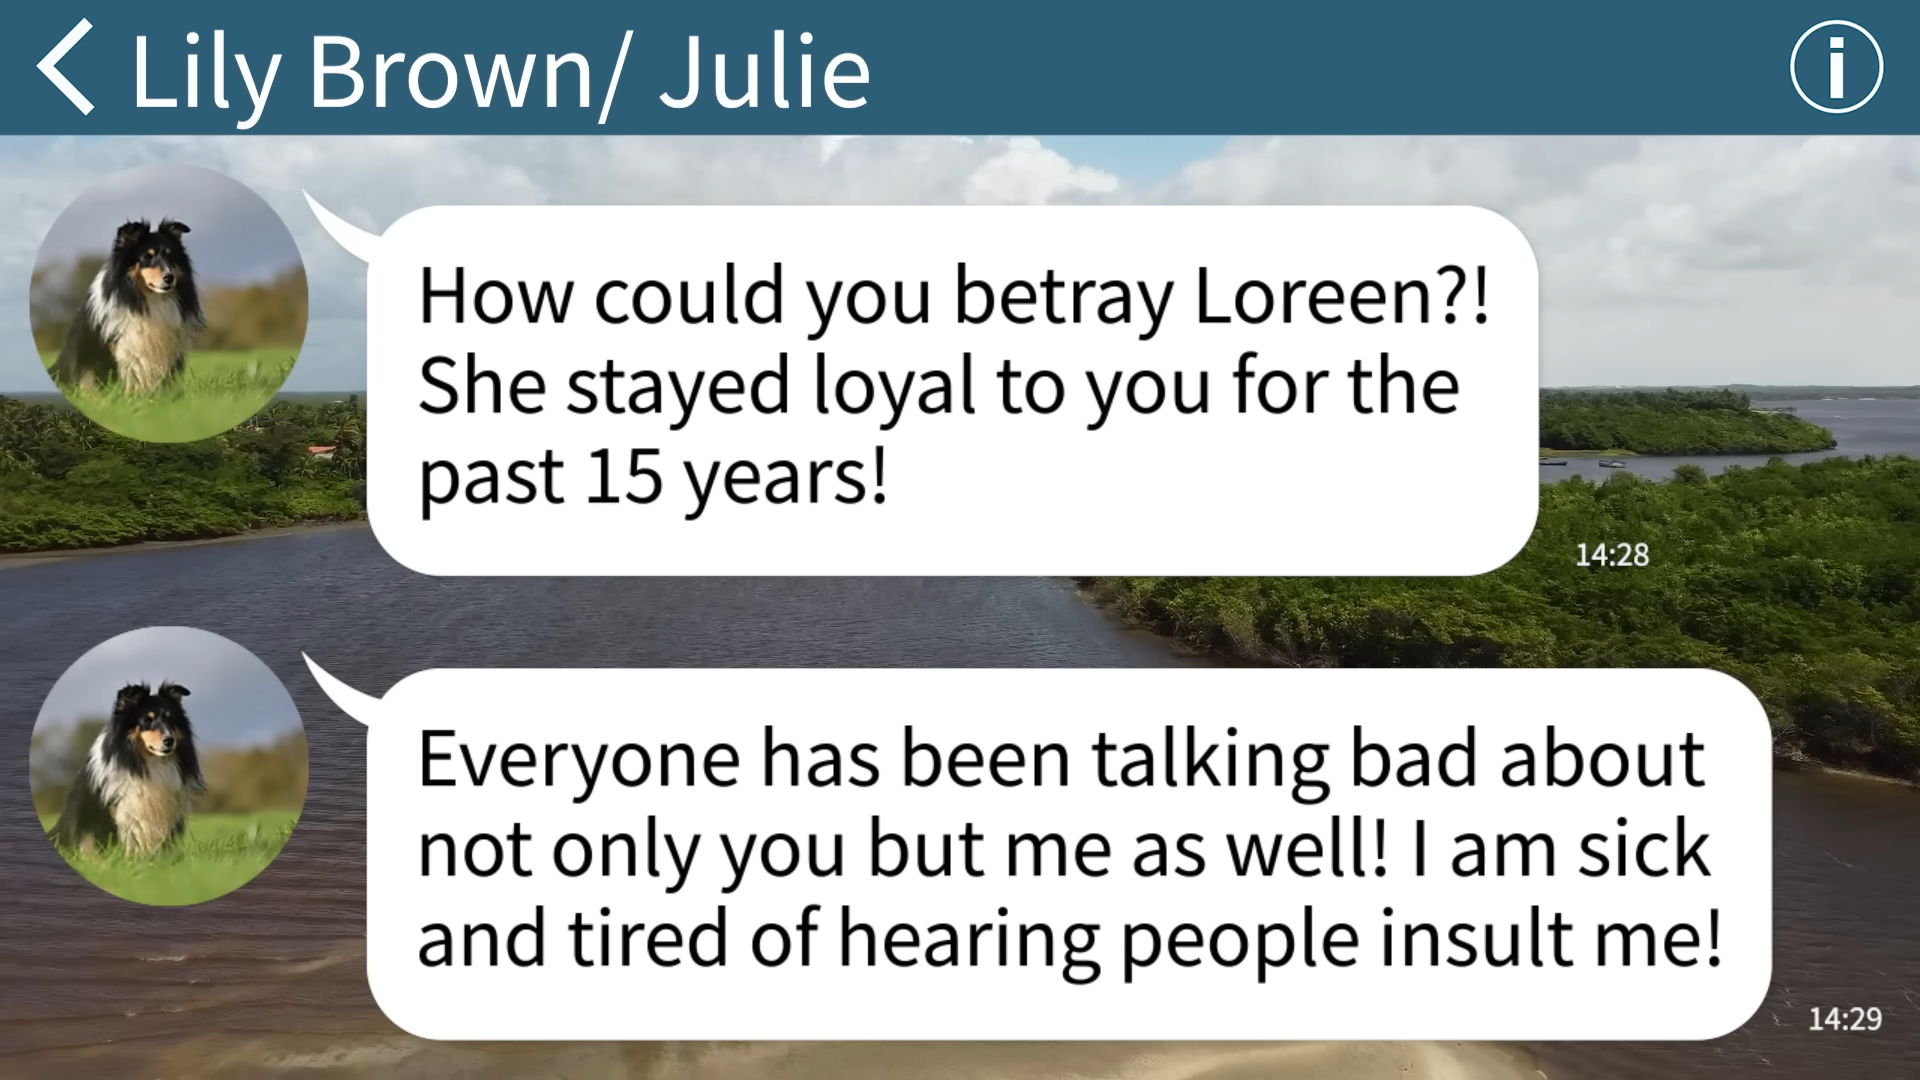 Lily Brown/ Julie
How could you betray Loreen?!
She stayed loyal to you for the
past 15 years!
14:28
Everyone has been talking bad about
not only you but me as well! I am sick
and tired of hearing people insult me!
14:29